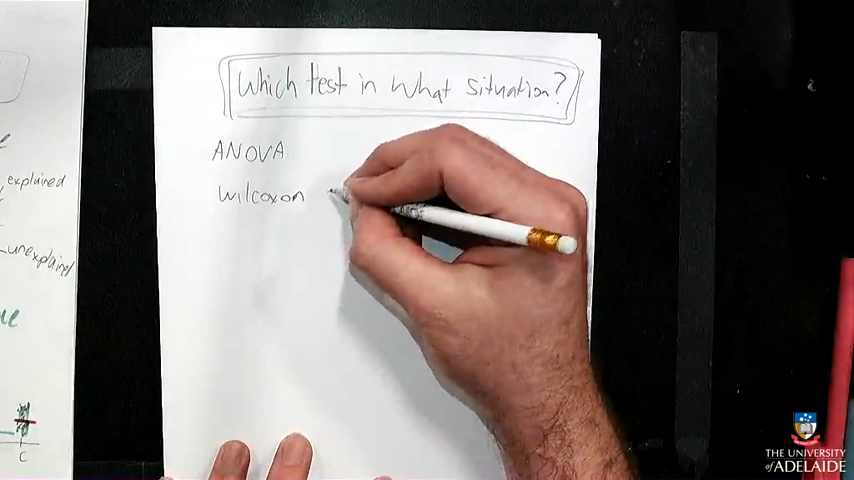 Which test in what situation?
ANOVA
Wilcoxon
explained
unexplained
C
THE UNIVERSITY
of ADELAIDE